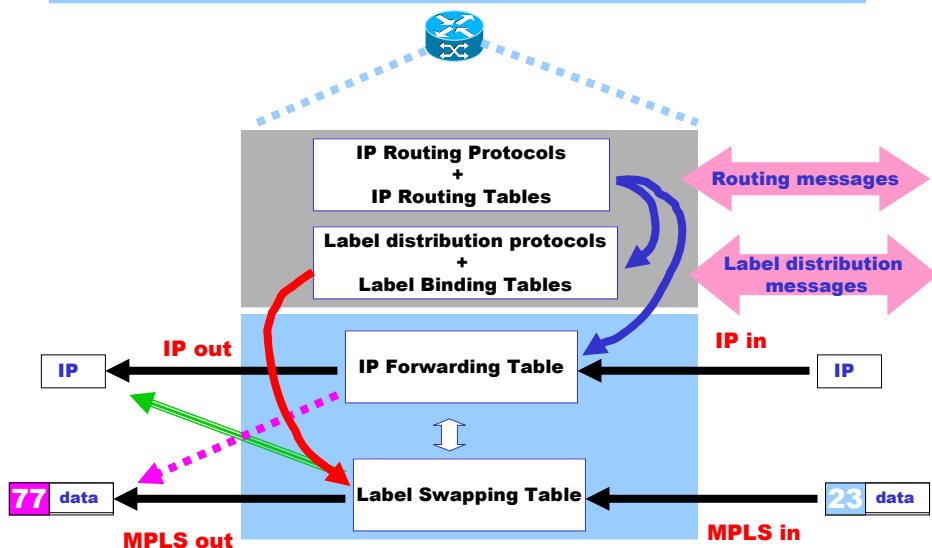 IP Routing Protocols
+
IP Routing Tables
Routing messages
Label distribution protocols
+
Label Binding Tables
Label distribution
messages
IP out
IP in
IP
IP Forwarding Table
IP
77 data
Label Swapping Table
23 data
MPLS out
MPLS in